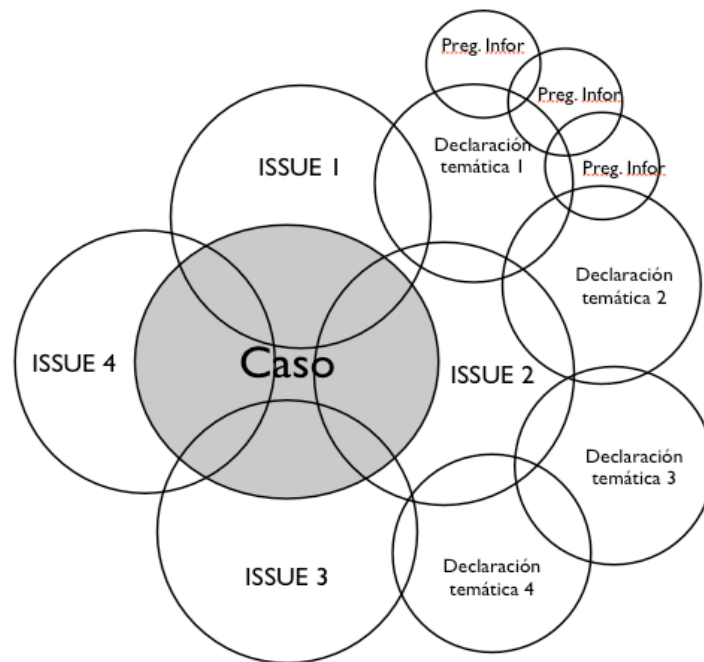 Preg. Infor
Preg. Infor
Preg. Infor
Declaración
temática 1
ISSUE 1
Declaración
temática 2
Caso
ISSUE 4
ISSUE 2
Declaración
temática 3
ISSUE 3
Declaración
temática 4